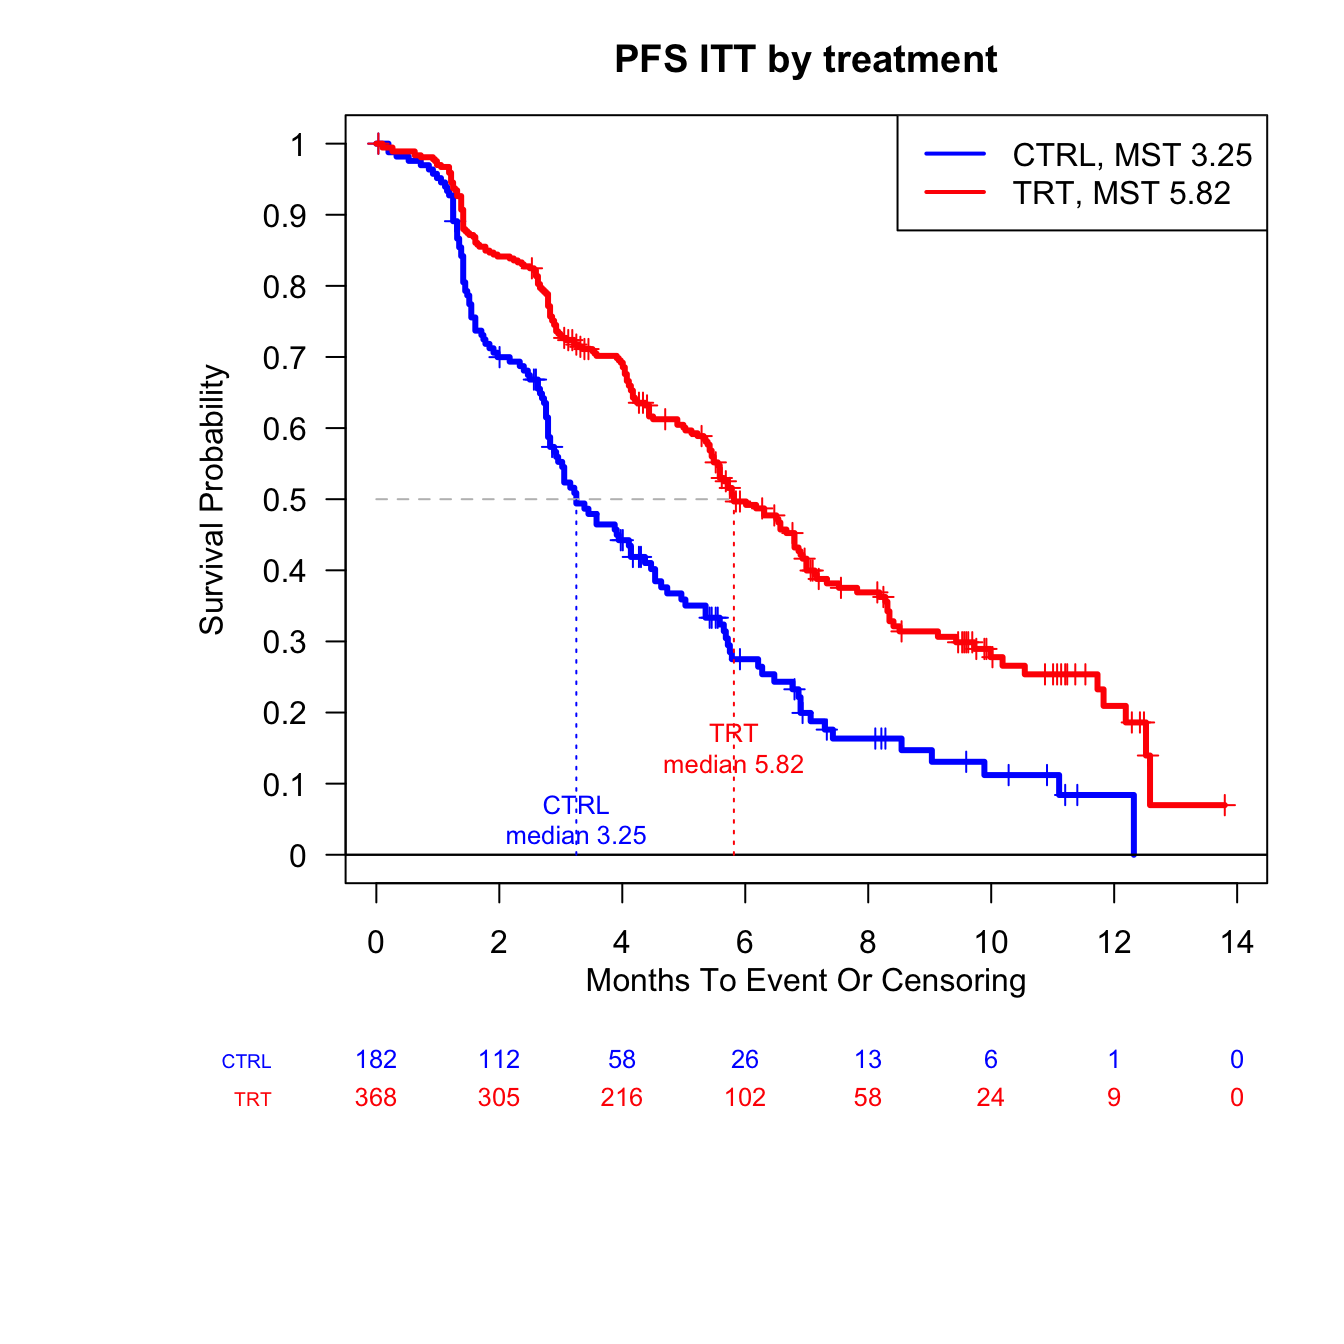 PFS ITT by treatment
CTRL, MST 3.25
TRT, MST 5.82
1
0.9
0.8
0.7
0.6
0.5
0.4
0.3
0.2
0.1
0
Survival Probability
TRT
median 5.82
CTRL
median 3.25
0 2 4 6 8 10 12 14
Months To Event Or Censoring
CTRL 182 112 58 26 13 6 1 0
TRT 368 305 216 102 58 24 9 0